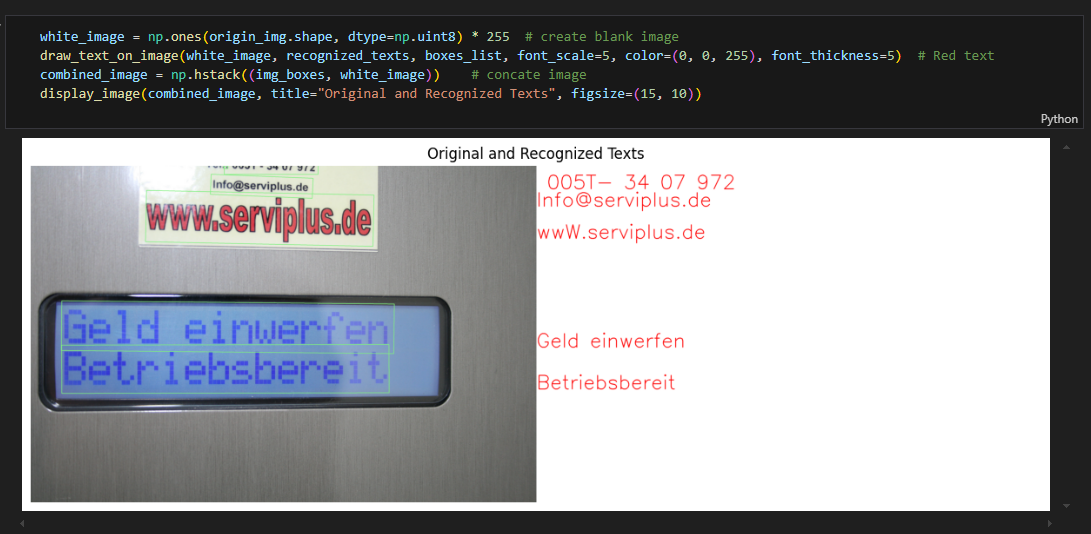 white_image = np.ones(origin_img.shape, dtype=np.uint8) * 255  # create blank image
draw_text_on_image(white_image, recognized_texts, boxes_list, font_scale=5, color=(0, 0, 255), font_thickness=5)  # Red text
combined_image = np.hstack((img_boxes, white_image))    # concate image
display_image(combined_image, title="Original and Recognized Texts", figsize=(15, 10))
Python
Original and Recognized Texts
34 07 972
Info@serviplus.de
www.serviplus.de
Geld einwerfen
Betriebsbereit
005T- 34 07 972
Info@serviplus.de
wwW.serviplus.de
Geld einwerfen
Betriebsbereit